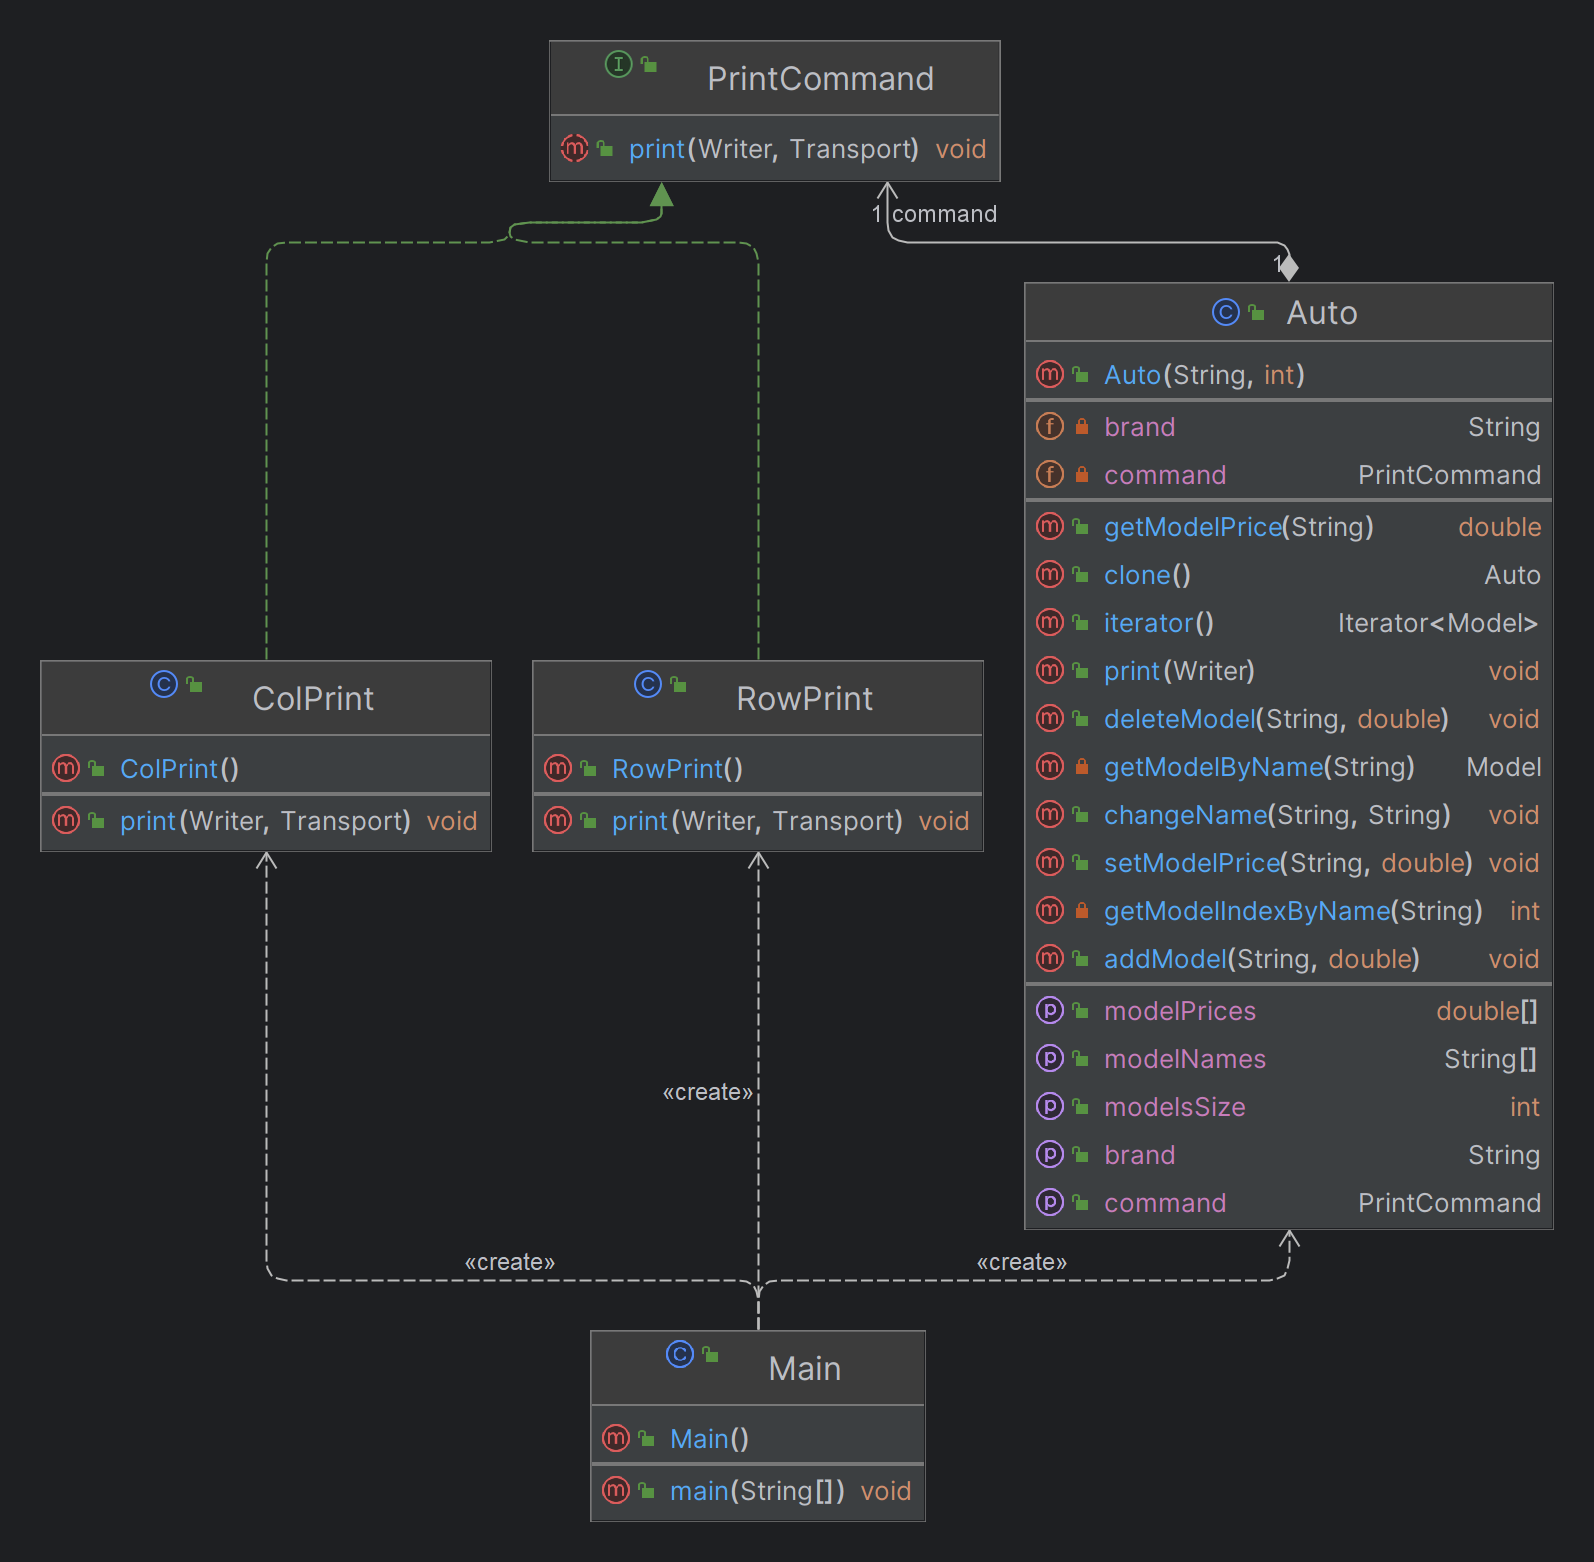 I PrintCommand
m print(Writer, Transport) void
1 command
1
C Auto
m Auto(String, int)
f brand String
f command PrintCommand
m getModelPrice(String) double
m clone() Auto
m iterator() Iterator<Model>
m print(Writer) void
m deleteModel(String, double) void
m getModelByName(String) Model
m changeName(String, String) void
m setModelPrice(String, double) void
m getModelIndexByName(String) int
m addModel(String, double) void
p modelPrices double[]
p modelNames String[]
p modelsSize int
p brand String
p command PrintCommand
C ColPrint
m ColPrint()
m print(Writer, Transport) void
C RowPrint
m RowPrint()
m print(Writer, Transport) void
«create»
«create»
«create»
C Main
m Main()
m main(String[]) void